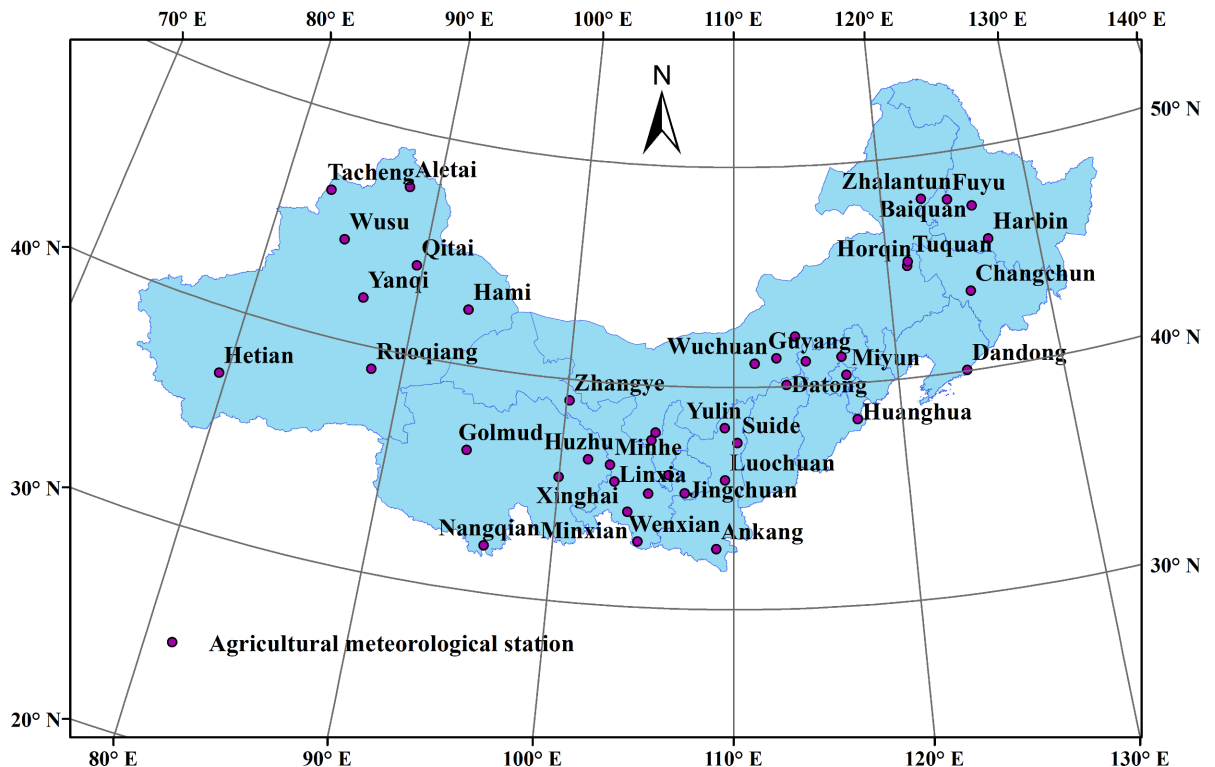 70° E 80° E 90° E 100° E 110° E 120° E 130° E 140° E
N
50° N
Tacheng Aletai
Zhalantun Fuyu
Baiquan
Wusu
Harbin
40° N
Qitai
Horqin Tuquan
Yanqi
Changchun
Hami
40° N
Wuchuan Guyang
Hetian
Ruoqiang
Miyun
Dandong
Zhangye
Datong
Yulin
Huanghua
Suide
Golmud
Huzhu Minhe
Luochuan
Linxia
30° N
Xinghai
Jingchuan
Nangqian Minxian Wenxian
Ankang
30° N
Agricultural meteorological station
20° N
80° E 90° E 100° E 110° E 120° E 130° E